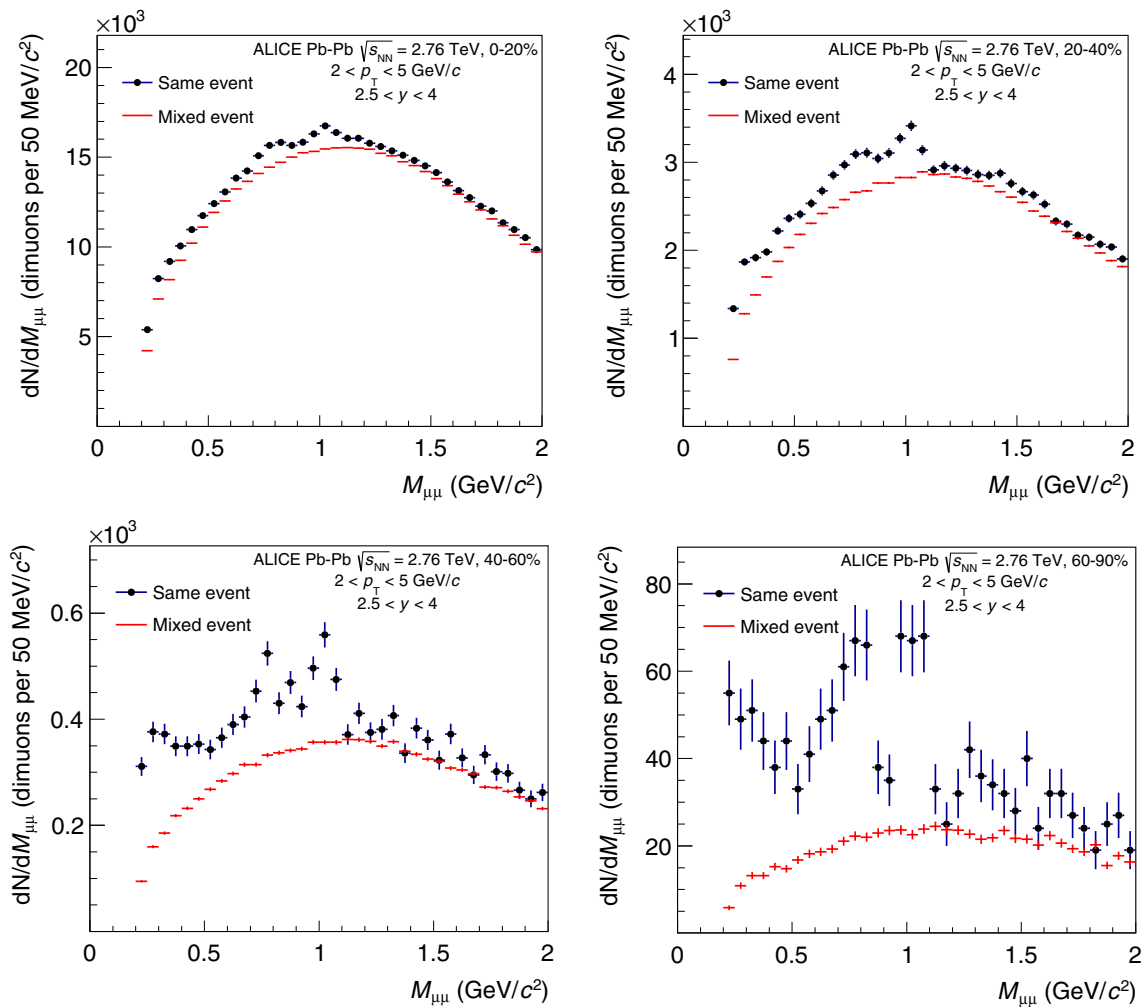 ×10³
dN/dMμμ (dimuons per 50 MeV/c²)
20
15
10
5
ALICE Pb-Pb √sNN = 2.76 TeV, 0-20%
2 < pT < 5 GeV/c
2.5 < y < 4
Same event
Mixed event
0 0.5 1 1.5 2
Mμμ (GeV/c²)
×10³
dN/dMμμ (dimuons per 50 MeV/c²)
4
3
2
1
ALICE Pb-Pb √sNN = 2.76 TeV, 20-40%
2 < pT < 5 GeV/c
2.5 < y < 4
Same event
Mixed event
0 0.5 1 1.5 2
Mμμ (GeV/c²)
×10³
dN/dMμμ (dimuons per 50 MeV/c²)
0.6
0.4
0.2
ALICE Pb-Pb √sNN = 2.76 TeV, 40-60%
2 < pT < 5 GeV/c
2.5 < y < 4
Same event
Mixed event
0 0.5 1 1.5 2
Mμμ (GeV/c²)
dN/dMμμ (dimuons per 50 MeV/c²)
80
60
40
20
ALICE Pb-Pb √sNN = 2.76 TeV, 60-90%
2 < pT < 5 GeV/c
2.5 < y < 4
Same event
Mixed event
0 0.5 1 1.5 2
Mμμ (GeV/c²)